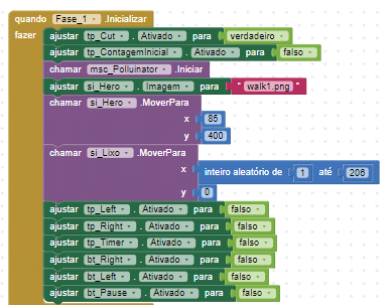 quando Fase_1 .Inicializar
fazer ajustar tp_Cut . Ativado para verdadeiro
ajustar tp_ContagemInicial . Ativado para falso
chamar msc_Polluinator .Iniciar
ajustar si_Hero . Imagem para " walk1.png "
chamar si_Hero .MoverPara
x 85
y 400
chamar si_Lixo .MoverPara
x inteiro aleatório de 1 até 206
y 0
ajustar tp_Left . Ativado para falso
ajustar tp_Right . Ativado para falso
ajustar tp_Timer . Ativado para falso
ajustar bt_Right . Ativado para falso
ajustar bt_Left . Ativado para falso
ajustar bt_Pause . Ativado para falso